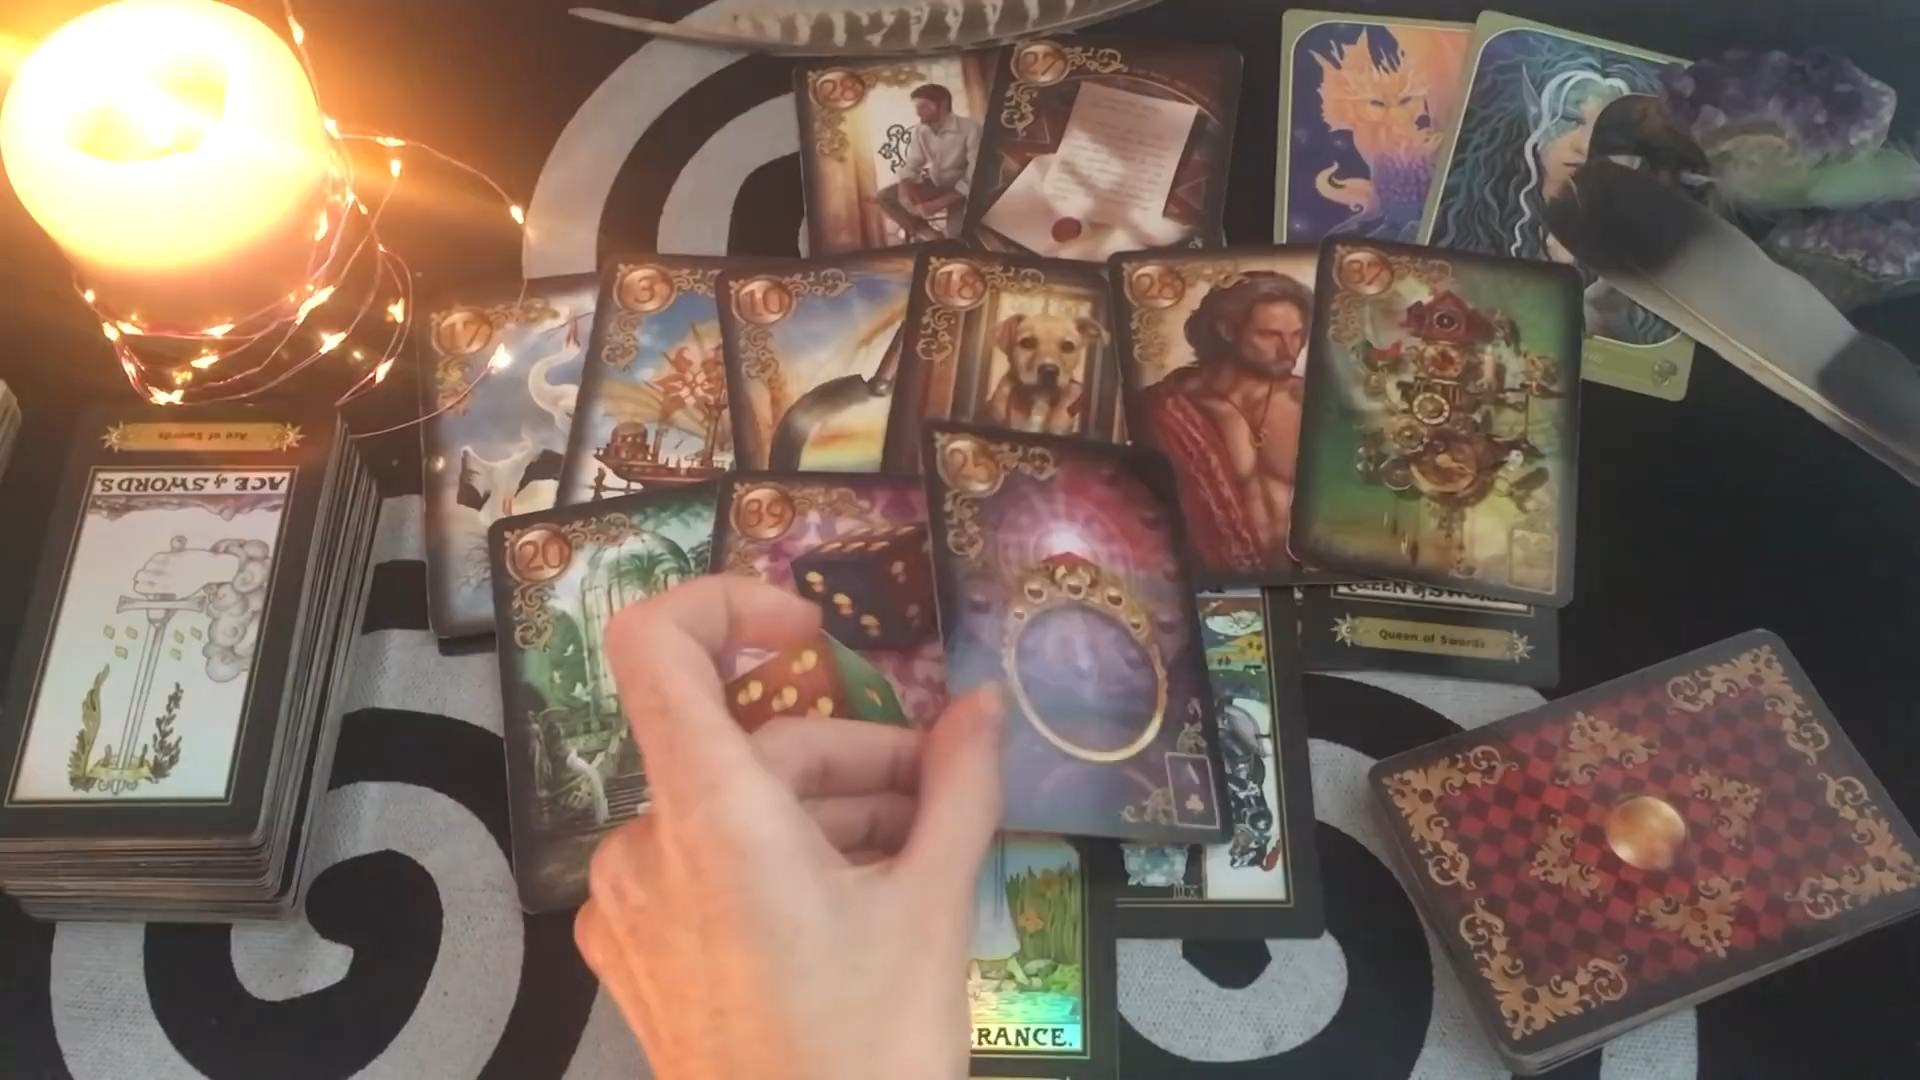 28
27
17
3
10
18
28
37
20
39
25
Ace of Swords
ACE of SWORDS.
QUEEN of SWORDS
Queen of Swords
RANCE.